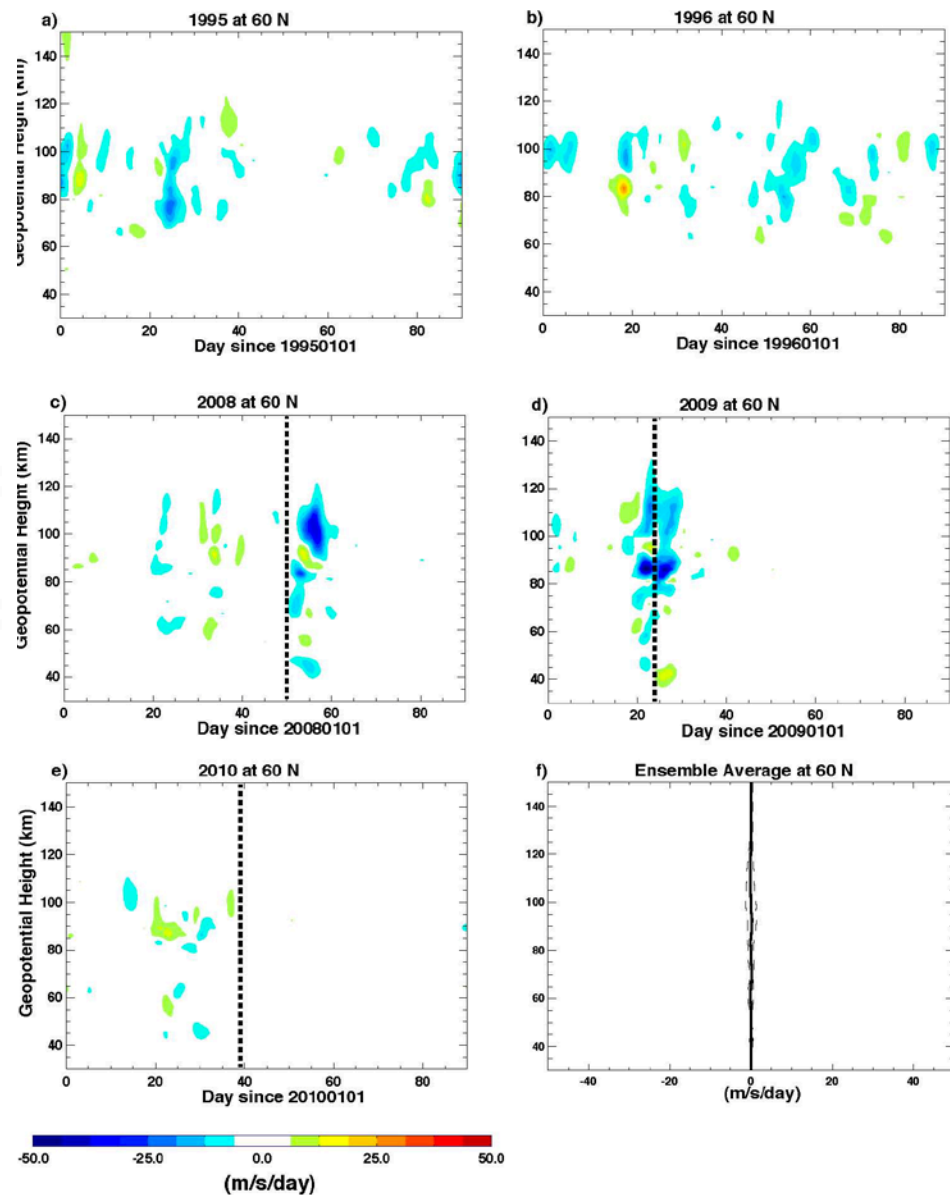 a) 1995 at 60 N
140
120
100
80
60
40
0 20 40 60 80
Day since 19950101
b) 1996 at 60 N
140
120
100
80
60
40
0 20 40 60 80
Day since 19960101
c) 2008 at 60 N
Geopotential Height (km)
140
120
100
80
60
40
0 20 40 60 80
Day since 20080101
d) 2009 at 60 N
140
120
100
80
60
40
0 20 40 60 80
Day since 20090101
e) 2010 at 60 N
Geopotential Height (km)
140
120
100
80
60
40
0 20 40 60 80
Day since 20100101
f) Ensemble Average at 60 N
140
120
100
80
60
40
-40 -20 0 20 40
(m/s/day)
-50.0 -25.0 0.0 25.0 50.0
(m/s/day)